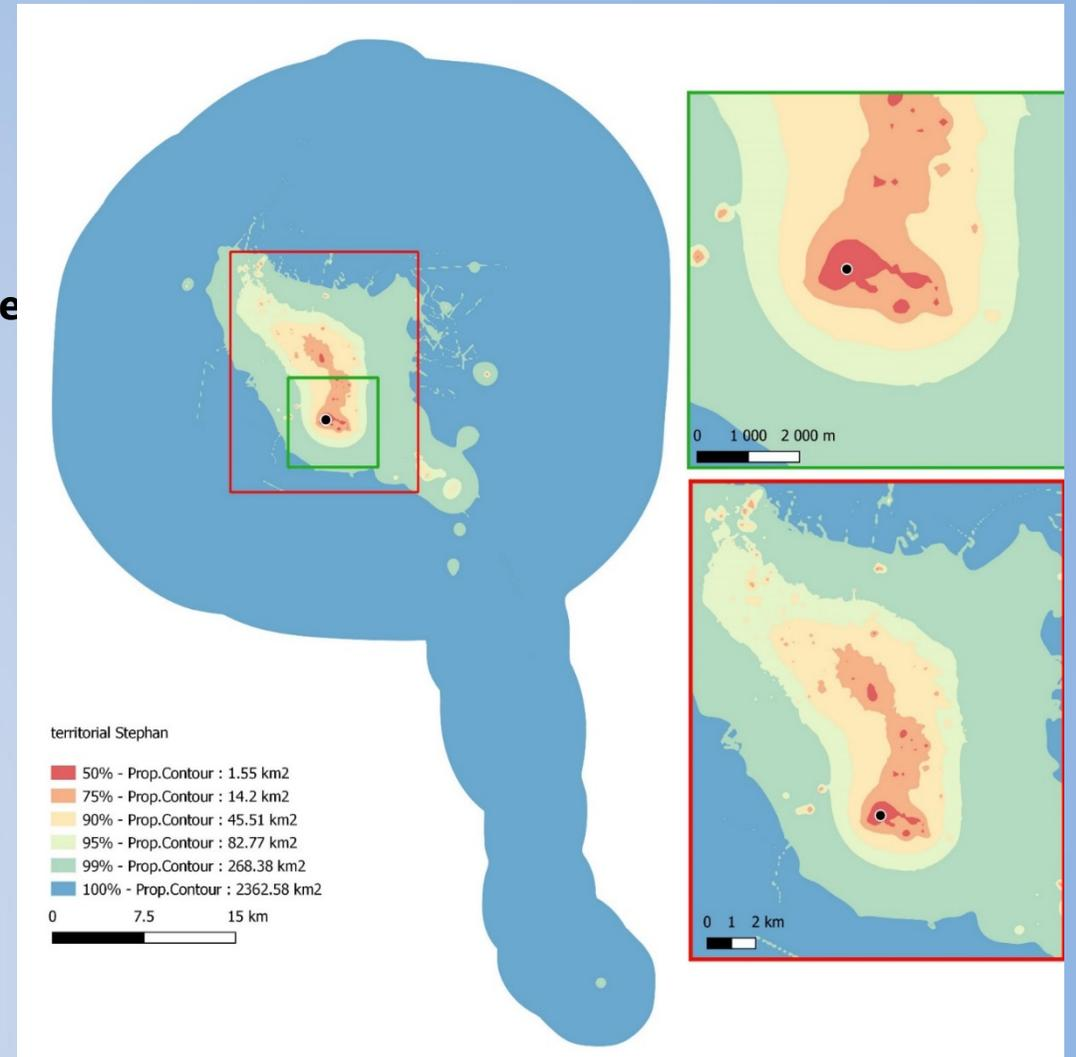 e
0 1 000 2 000 m
0 1 2 km
territorial Stephan
50% - Prop.Contour : 1.55 km2
75% - Prop.Contour : 14.2 km2
90% - Prop.Contour : 45.51 km2
95% - Prop.Contour : 82.77 km2
99% - Prop.Contour : 268.38 km2
100% - Prop.Contour : 2362.58 km2
0 7.5 15 km